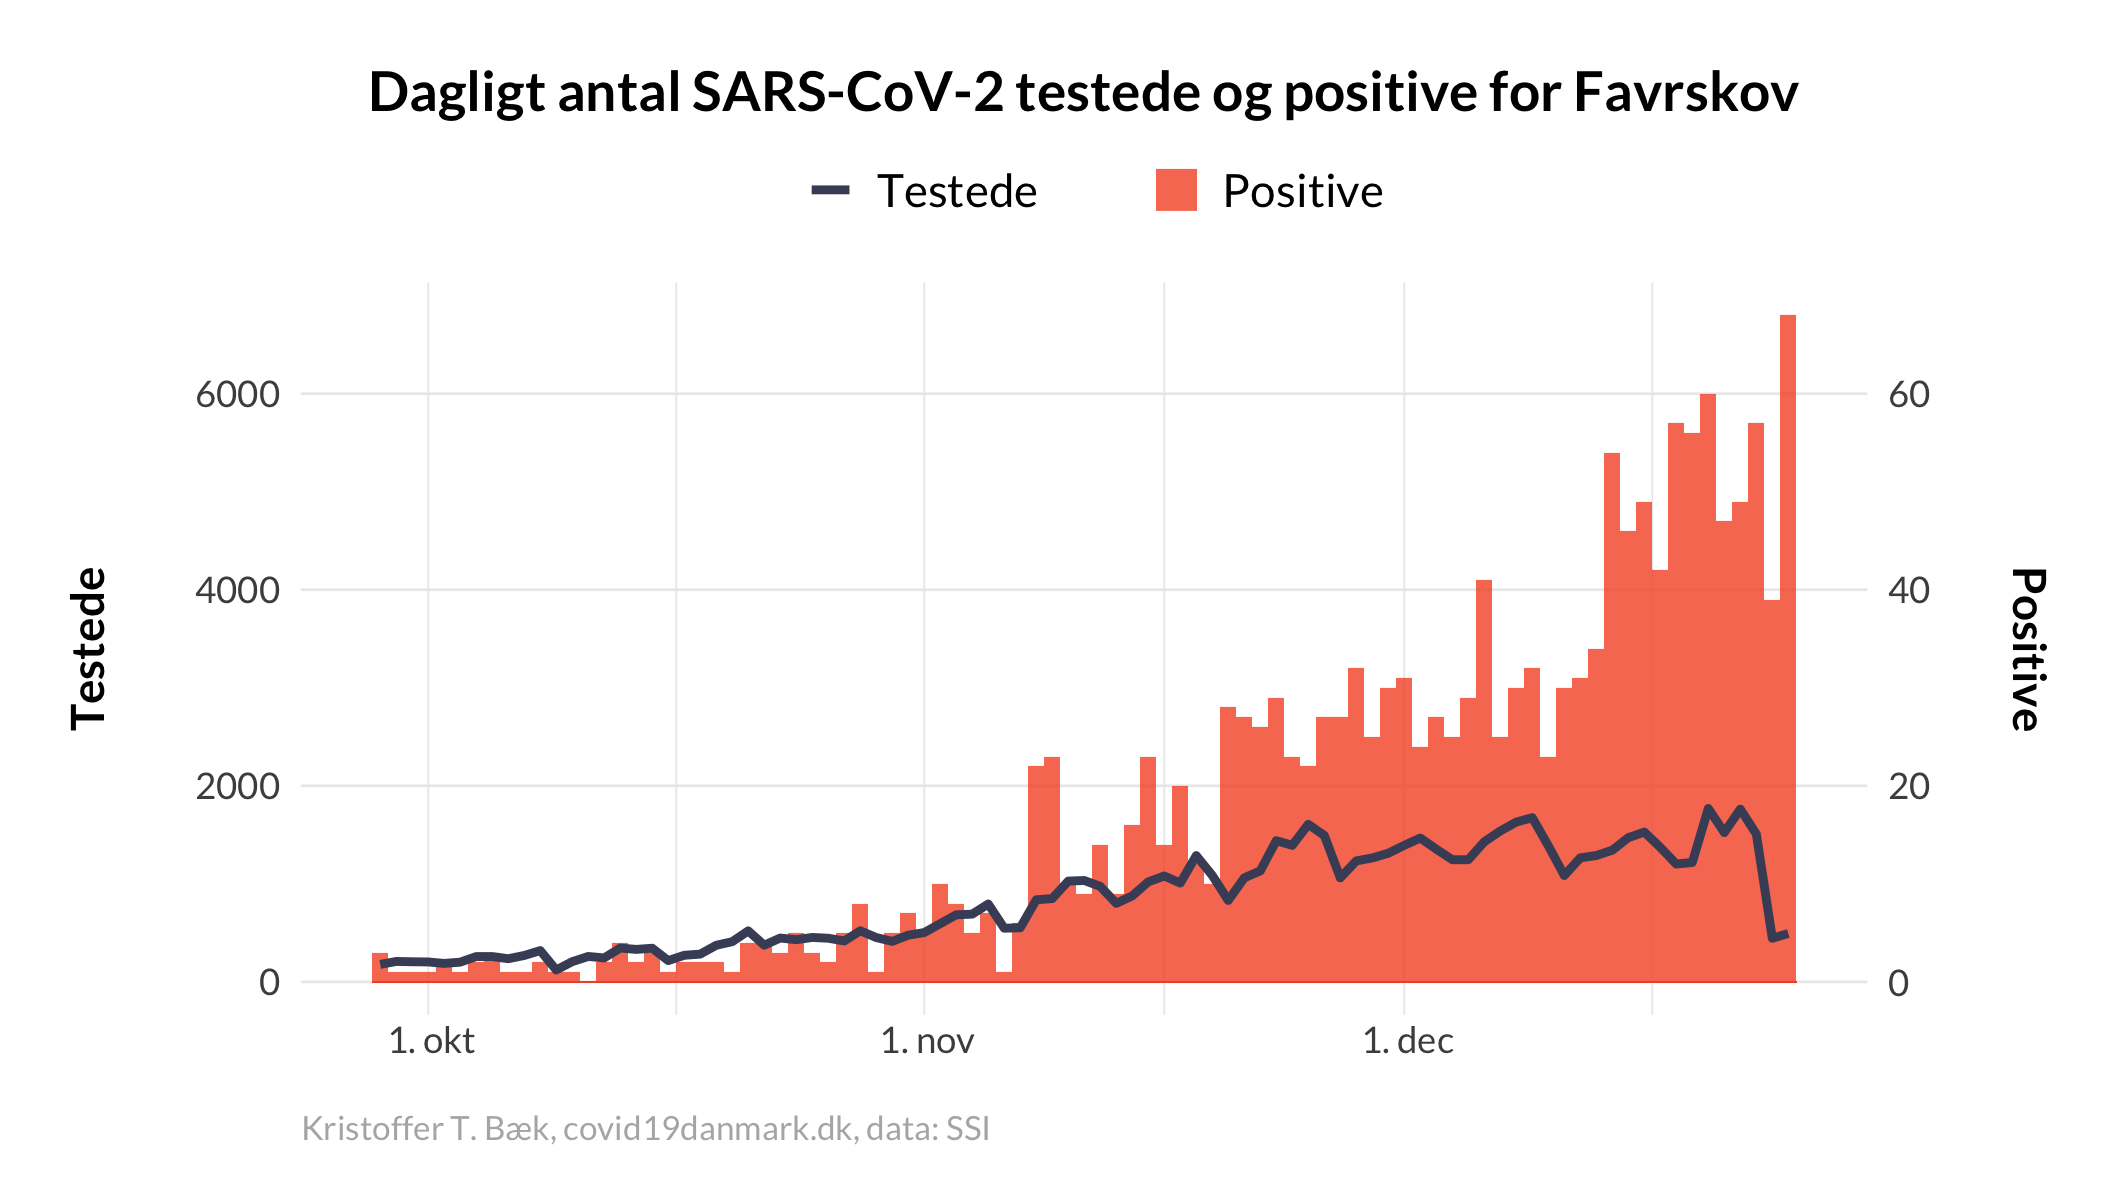 Dagligt antal SARS-CoV-2 testede og positive for Favrskov
Testede
Positive
6000
4000
2000
0
60
40
20
0
Testede
Positive
1. okt
1. nov
1. dec
Kristoffer T. Bæk, covid19danmark.dk, data: SSI